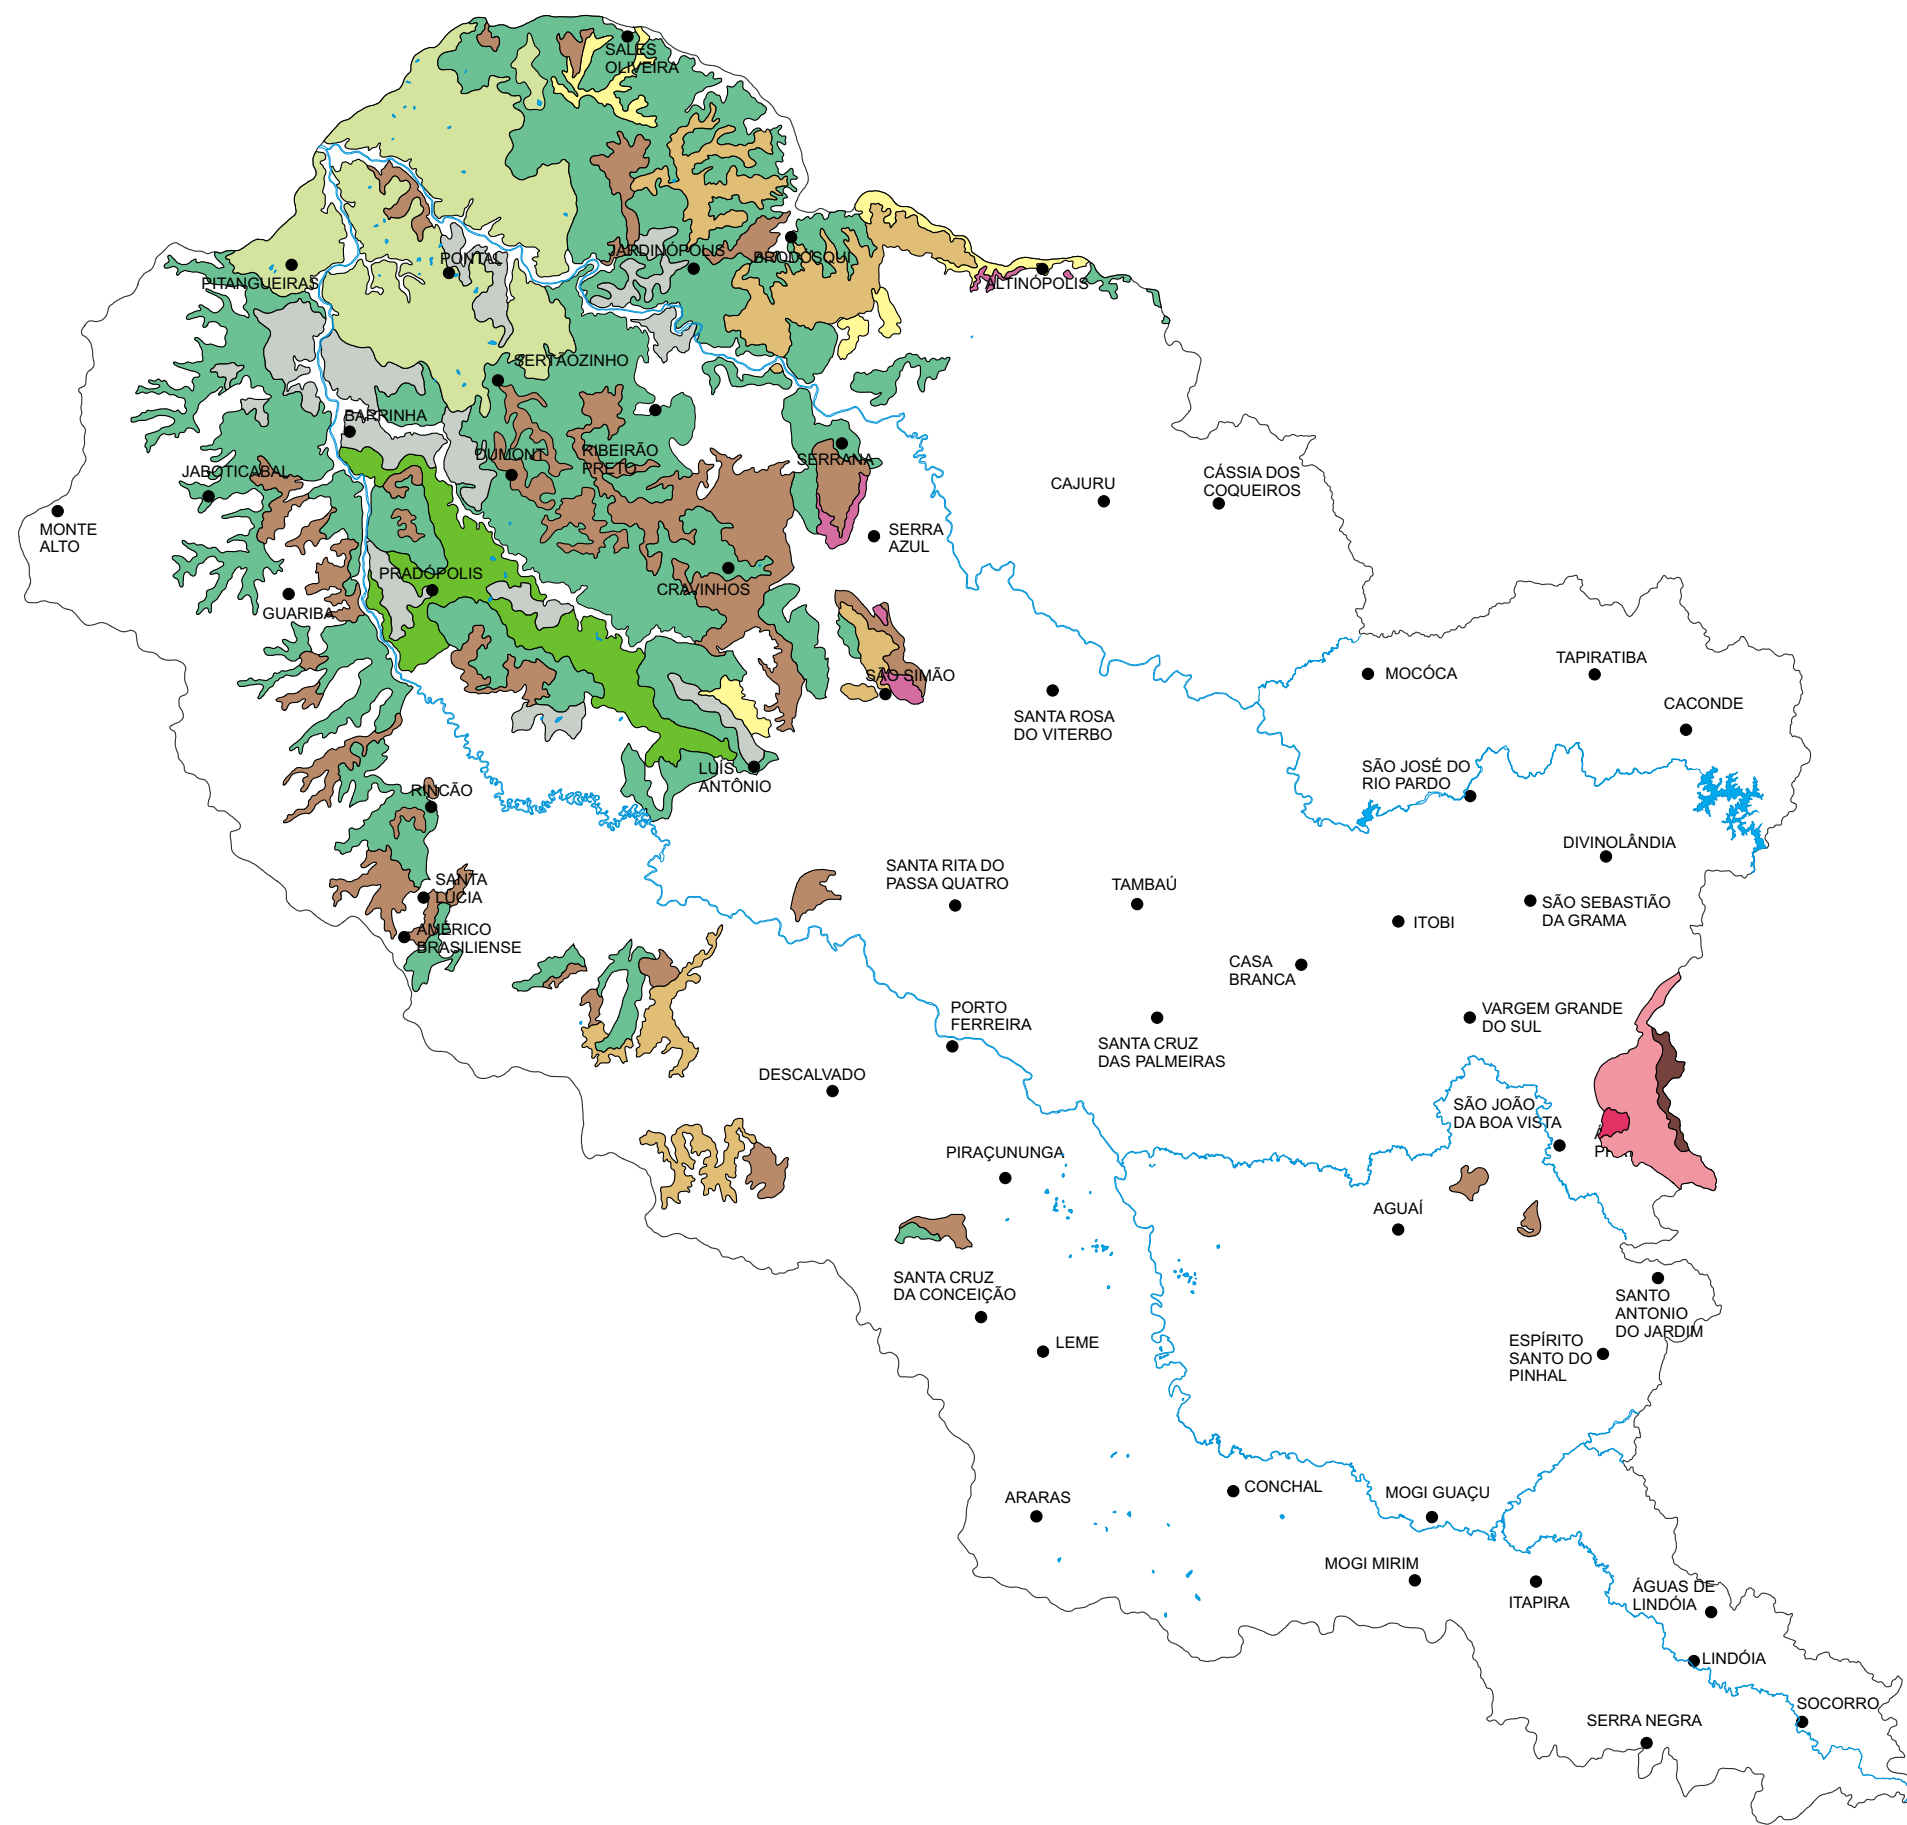 SALES
OLIVEIRA
JARDINÓPOLIS
BRODÓSQUI
PONTAL
PITANGUEIRAS
ALTINÓPOLIS
SERTÃOZINHO
BARRINHA
DUMONT
RIBEIRÃO
PRETO
SERRANA
JABOTICABAL
CAJURU
CÁSSIA DOS
COQUEIROS
MONTE
ALTO
SERRA
AZUL
PRADÓPOLIS
CRAVINHOS
GUARIBA
SÃO SIMÃO
MOCÓCA
TAPIRATIBA
CACONDE
SANTA ROSA
DO VITERBO
LUÍS
ANTÔNIO
SÃO JOSÉ DO
RIO PARDO
RINCÃO
DIVINOLÂNDIA
SANTA RITA DO
PASSA QUATRO
TAMBAÚ
SANTA
LÚCIA
SÃO SEBASTIÃO
DA GRAMA
ITOBI
AMÉRICO
BRASILIENSE
CASA
BRANCA
PORTO
FERREIRA
VARGEM GRANDE
DO SUL
SANTA CRUZ
DAS PALMEIRAS
DESCALVADO
SÃO JOÃO
DA BOA VISTA
PIRAÇUNUNGA
AGUAÍ
SANTA CRUZ
DA CONCEIÇÃO
SANTO
ANTONIO
DO JARDIM
LEME
ESPÍRITO
SANTO DO
PINHAL
CONCHAL
MOGI GUAÇU
ARARAS
MOGI MIRIM
ITAPIRA
ÁGUAS DE
LINDÓIA
LINDÓIA
SOCORRO
SERRA NEGRA